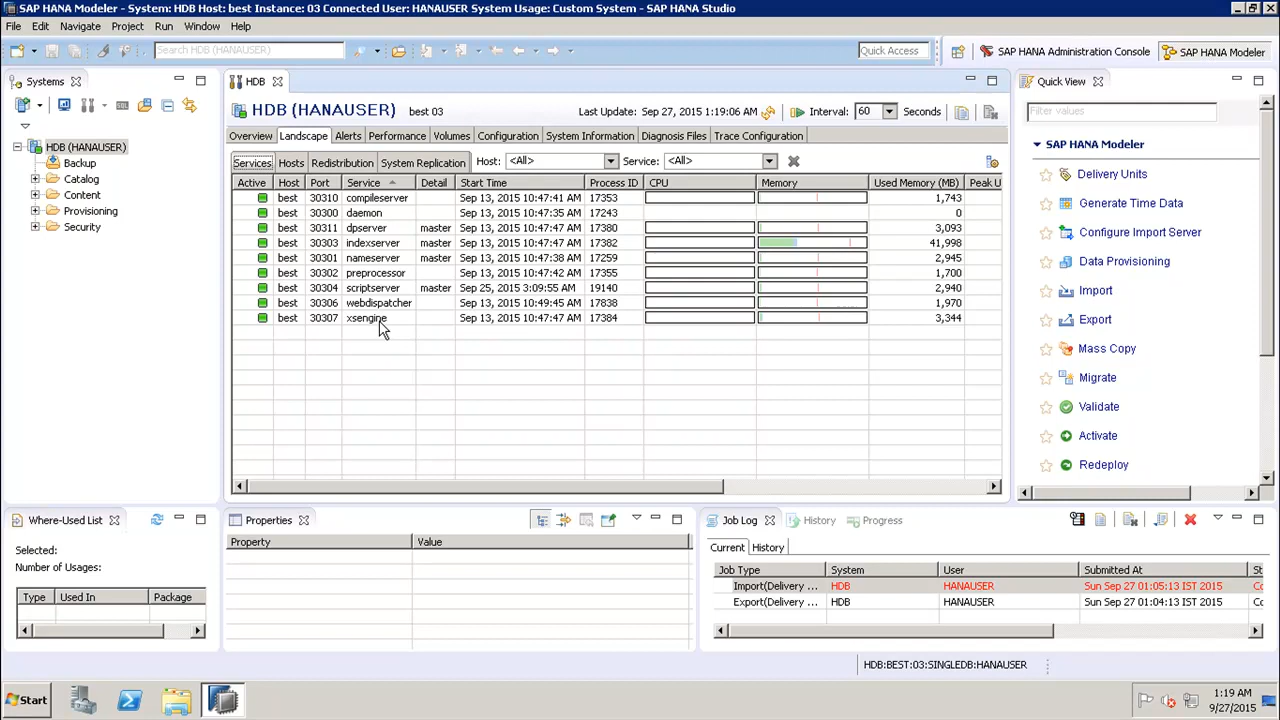 SAP HANA Modeler - System: HDB Host: best Instance: 03 Connected User: HANAUSER System Usage: Custom System - SAP HANA Studio
File Edit Navigate Project Run Window Help
Search HDB (HANAUSER)
Quick Access
SAP HANA Administration Console
SAP HANA Modeler
Systems
HDB (HANAUSER)
Backup
Catalog
Content
Provisioning
Security
HDB
HDB (HANAUSER) best 03
Last Update: Sep 27, 2015 1:19:06 AM
Interval: 60 Seconds
Overview Landscape Alerts Performance Volumes Configuration System Information Diagnosis Files Trace Configuration
Services Hosts Redistribution System Replication Host: <All> Service: <All>
Active Host Port Service Detail Start Time Process ID CPU Memory Used Memory (MB) Peak U
best 30310 compileserver Sep 13, 2015 10:47:41 AM 17353 1,743
best 30300 daemon Sep 13, 2015 10:47:35 AM 17243 0
best 30311 dpserver master Sep 13, 2015 10:47:47 AM 17380 3,093
best 30303 indexserver master Sep 13, 2015 10:47:47 AM 17382 41,998
best 30301 nameserver master Sep 13, 2015 10:47:38 AM 17259 2,945
best 30302 preprocessor Sep 13, 2015 10:47:42 AM 17355 1,700
best 30304 scriptserver master Sep 25, 2015 3:09:55 AM 19140 2,940
best 30306 webdispatcher Sep 13, 2015 10:49:45 AM 17838 1,970
best 30307 xsengine Sep 13, 2015 10:47:47 AM 17384 3,344
Quick View
Filter values
SAP HANA Modeler
Delivery Units
Generate Time Data
Configure Import Server
Data Provisioning
Import
Export
Mass Copy
Migrate
Validate
Activate
Redeploy
Where-Used List
Selected:
Number of Usages:
Type Used In Package
Properties
Property Value
Job Log History Progress
Current History
Job Type System User Submitted At St
Import(Delivery ... HDB HANAUSER Sun Sep 27 01:05:13 IST 2015 Co
Export(Delivery ... HDB HANAUSER Sun Sep 27 01:04:13 IST 2015 Co
HDB:BEST:03:SINGLEDB:HANAUSER
Start
1:19 AM
9/27/2015